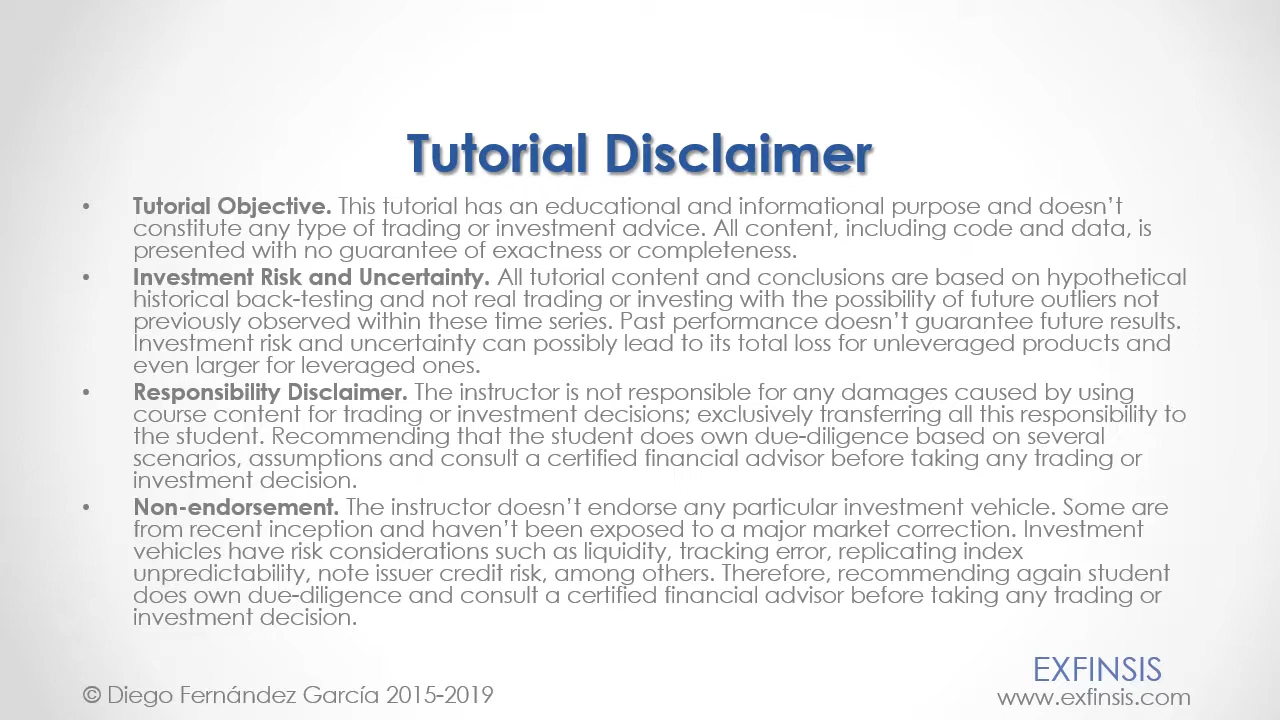 Tutorial Disclaimer
• Tutorial Objective. This tutorial has an educational and informational purpose and doesn’t
constitute any type of trading or investment advice. All content, including code and data, is
presented with no guarantee of exactness or completeness.
• Investment Risk and Uncertainty. All tutorial content and conclusions are based on hypothetical
historical back-testing and not real trading or investing with the possibility of future outliers not
previously observed within these time series. Past performance doesn’t guarantee future results.
Investment risk and uncertainty can possibly lead to its total loss for unleveraged products and
even larger for leveraged ones.
• Responsibility Disclaimer. The instructor is not responsible for any damages caused by using
course content for trading or investment decisions; exclusively transferring all this responsibility to
the student. Recommending that the student does own due-diligence based on several
scenarios, assumptions and consult a certified financial advisor before taking any trading or
investment decision.
• Non-endorsement. The instructor doesn’t endorse any particular investment vehicle. Some are
from recent inception and haven’t been exposed to a major market correction. Investment
vehicles have risk considerations such as liquidity, tracking error, replicating index
unpredictability, note issuer credit risk, among others. Therefore, recommending again student
does own due-diligence and consult a certified financial advisor before taking any trading or
investment decision.
EXFINSIS
© Diego Fernández García 2015-2019
www.exfinsis.com